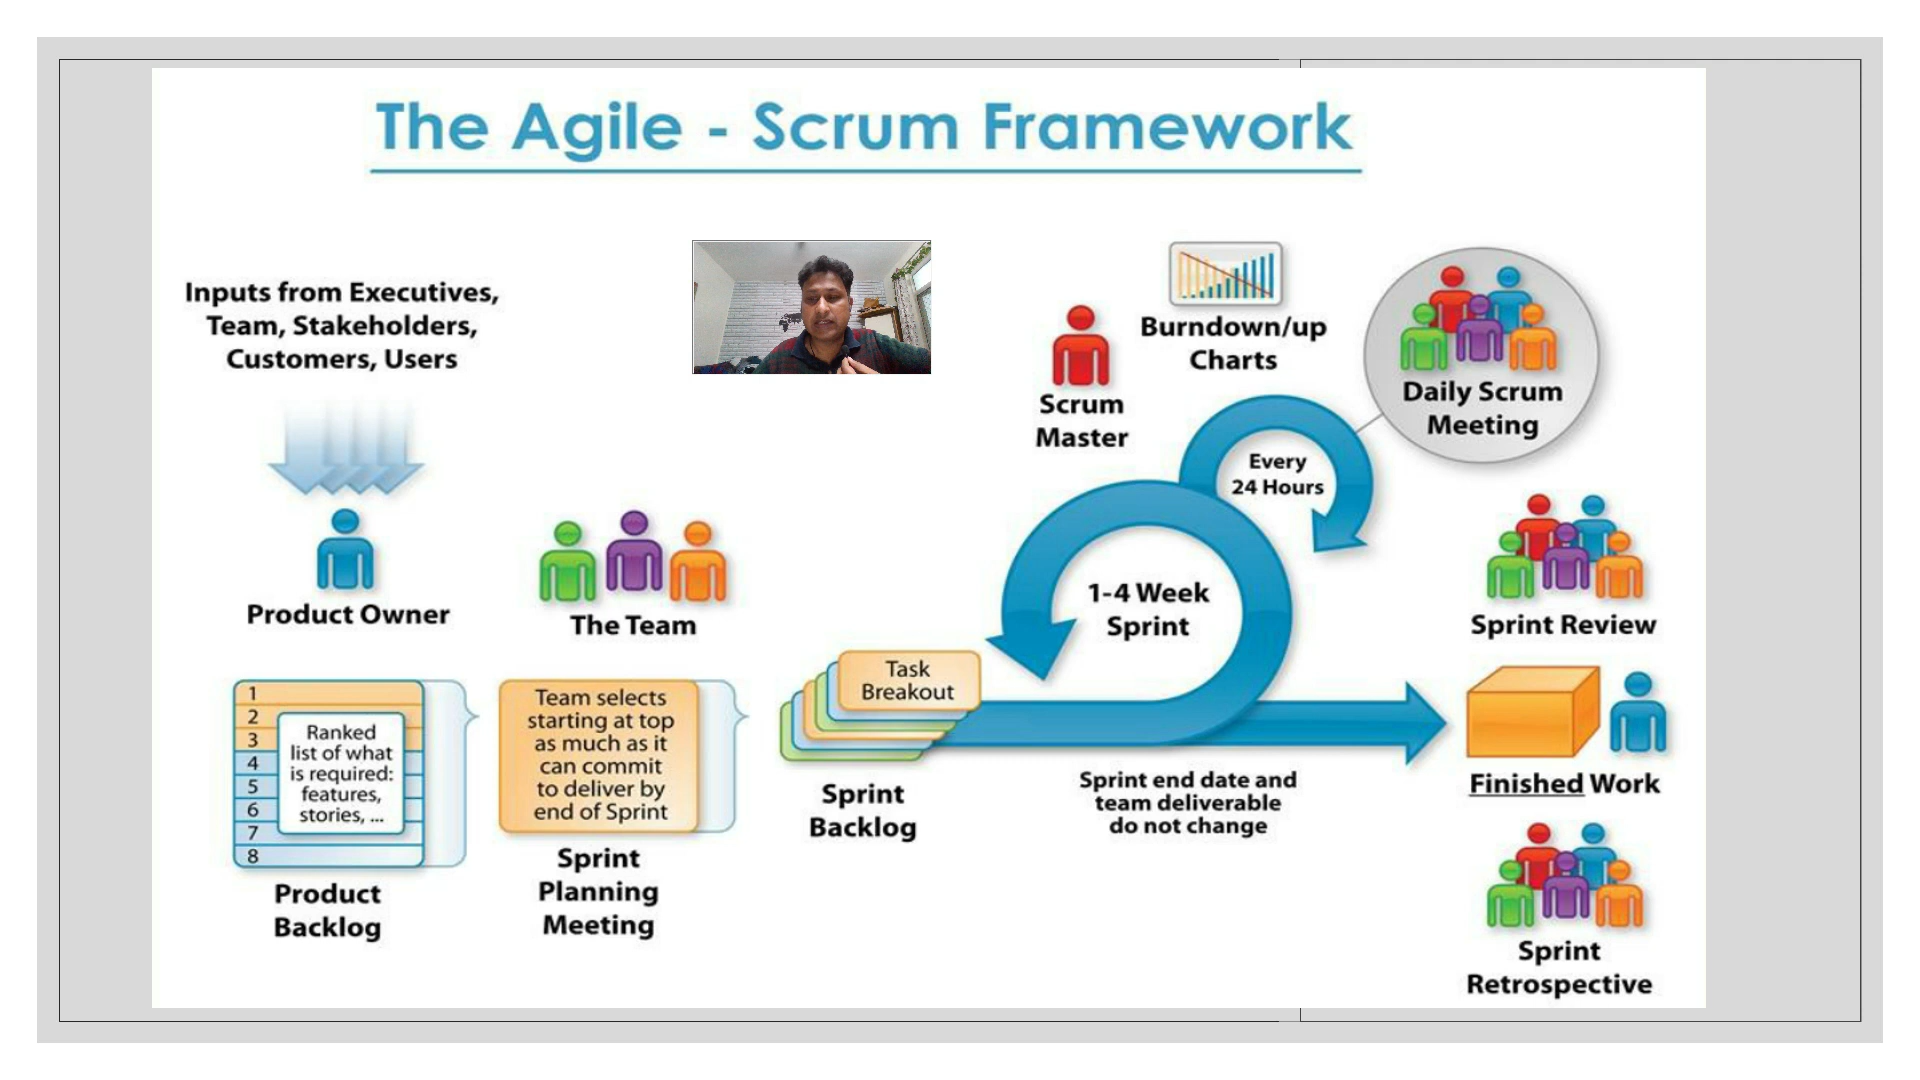 The Agile - Scrum Framework
Inputs from Executives,
Team, Stakeholders,
Customers, Users
Product Owner
The Team
1
2
3
4
5
6
7
8
Ranked
list of what
is required:
features,
stories, ...
Product
Backlog
Team selects
starting at top
as much as it
can commit
to deliver by
end of Sprint
Sprint
Planning
Meeting
Task
Breakout
Sprint
Backlog
Scrum
Master
Burndown/up
Charts
Every
24 Hours
Daily Scrum
Meeting
1-4 Week
Sprint
Sprint end date and
team deliverable
do not change
Sprint Review
Finished Work
Sprint
Retrospective